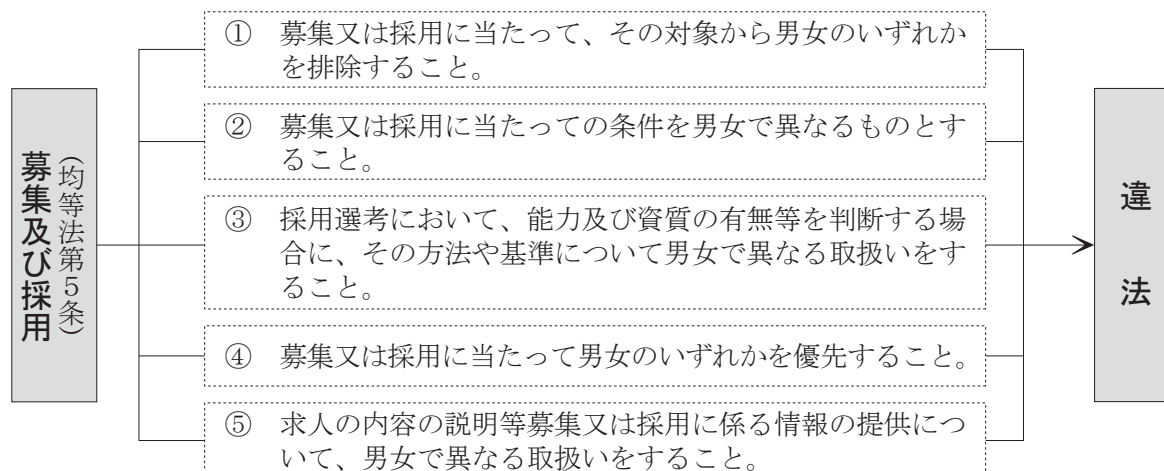 募集及び採用
（均等法第５条）
① 募集又は採用に当たって、その対象から男女のいずれか
を排除すること。
② 募集又は採用に当たっての条件を男女で異なるものとす
ること。
③ 採用選考において、能力及び資質の有無等を判断する場
合に、その方法や基準について男女で異なる取扱いをす
ること。
④ 募集又は採用に当たって男女のいずれかを優先すること。
⑤ 求人の内容の説明等募集又は採用に係る情報の提供につ
いて、男女で異なる取扱いをすること。
違法